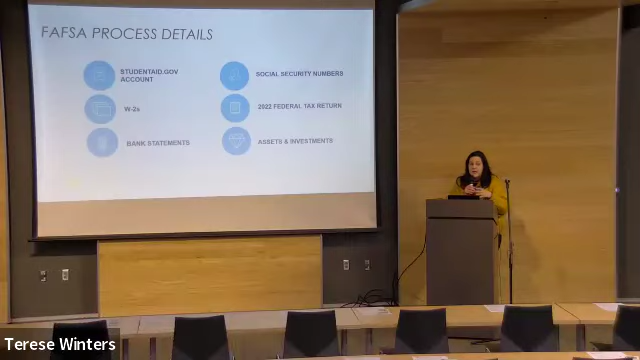 FAFSA PROCESS DETAILS
STUDENTAID.GOV
ACCOUNT
SOCIAL SECURITY NUMBERS
W-2s
2022 FEDERAL TAX RETURN
BANK STATEMENTS
ASSETS & INVESTMENTS
Terese Winters